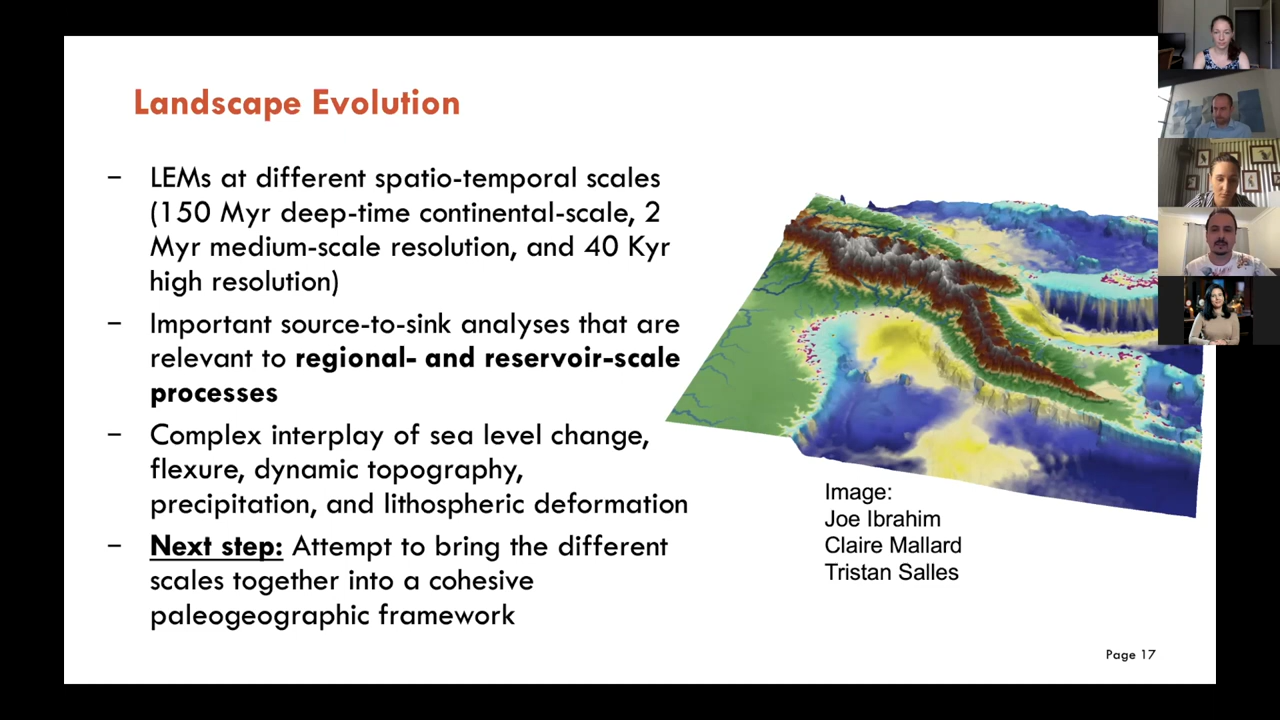 Landscape Evolution
– LEMs at different spatio-temporal scales
(150 Myr deep-time continental-scale, 2
Myr medium-scale resolution, and 40 Kyr
high resolution)
– Important source-to-sink analyses that are
relevant to regional- and reservoir-scale
processes
– Complex interplay of sea level change,
flexure, dynamic topography,
precipitation, and lithospheric deformation
– Next step: Attempt to bring the different
scales together into a cohesive
paleogeographic framework
Image:
Joe Ibrahim
Claire Mallard
Tristan Salles
Page 17